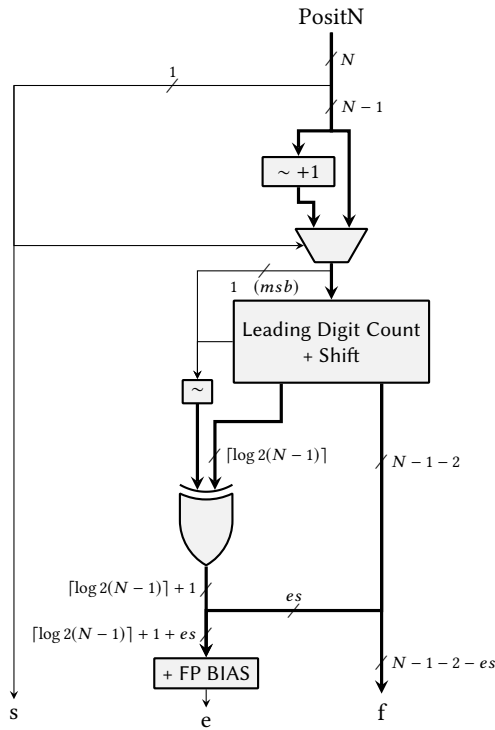 PositN
N
1
N − 1
∼ +1
1 (msb)
Leading Digit Count
+ Shift
∼
⌈log 2(N − 1)⌉
N − 1 − 2
⌈log 2(N − 1)⌉ + 1
es
⌈log 2(N − 1)⌉ + 1 + es
N − 1 − 2 − es
+ FP BIAS
s
e
f